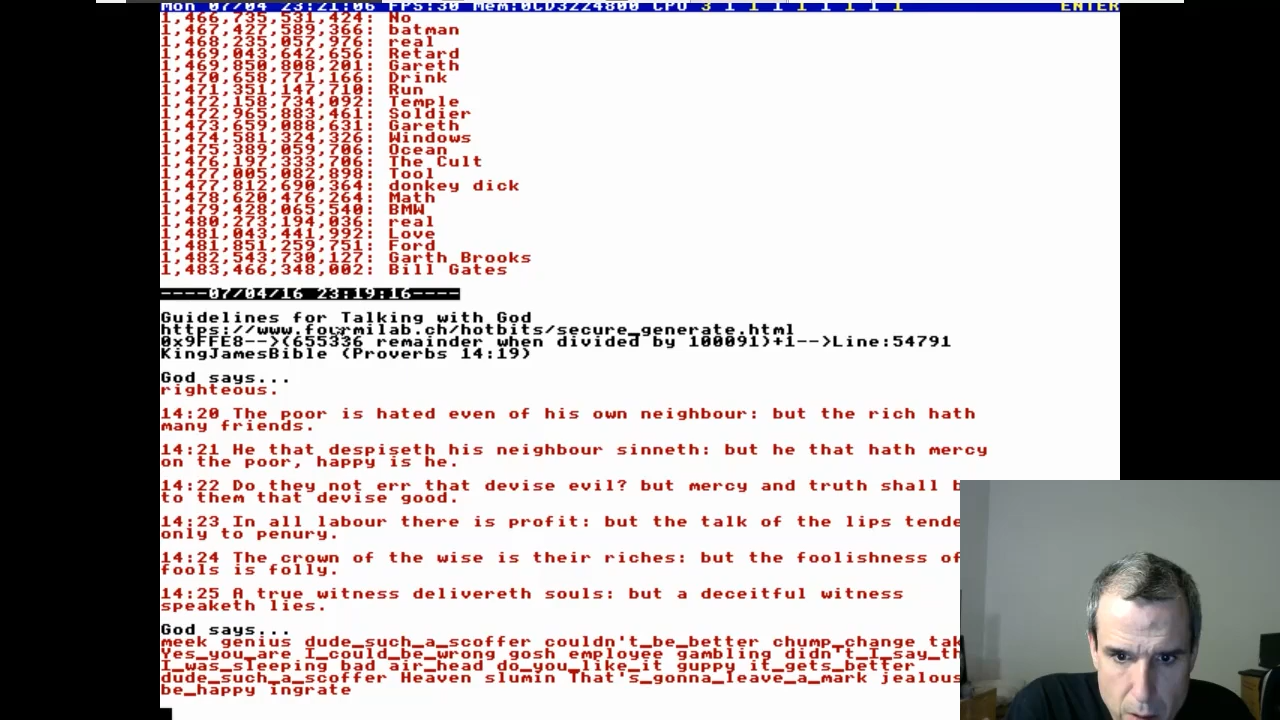 Mon 07/04 23:21:06 FPS:30 Mem:0CD3224800 CPU 3 1 1 1 1 1 1 1 ENTER
1,466,735,531,424: No
1,467,427,589,366: batman
1,468,235,057,976: real
1,469,043,642,656: Retard
1,469,850,808,201: Gareth
1,470,658,771,166: Drink
1,471,351,147,710: Run
1,472,158,734,092: Temple
1,472,965,883,461: Soldier
1,473,659,088,631: Gareth
1,474,581,324,326: Windows
1,475,389,059,706: Ocean
1,476,197,333,706: The Cult
1,477,005,082,898: Tool
1,477,812,690,364: donkey dick
1,478,620,476,264: Math
1,479,428,065,540: BMW
1,480,273,194,036: real
1,481,043,441,992: Love
1,481,851,259,751: Ford
1,482,543,730,127: Garth Brooks
1,483,466,348,002: Bill Gates
----07/04/16 23:19:16----
Guidelines for Talking with God
https://www.fourmilab.ch/hotbits/secure_generate.html
0x9FFE8-->(655336 remainder when divided by 100091)+1-->Line:54791
KingJamesBible (Proverbs 14:19)
God says...
righteous.
14:20 The poor is hated even of his own neighbour: but the rich hath
many friends.
14:21 He that despiseth his neighbour sinneth: but he that hath mercy
on the poor, happy is he.
14:22 Do they not err that devise evil? but mercy and truth shall b
to them that devise good.
14:23 In all labour there is profit: but the talk of the lips tende
only to penury.
14:24 The crown of the wise is their riches: but the foolishness of
fools is folly.
14:25 A true witness delivereth souls: but a deceitful witness
speaketh lies.
God says...
meek genius dude_such_a_scoffer couldn't_be_better chump_change tak
Yes_you_are I_could_be_wrong gosh employee gambling didn't_I_say_th
I_was_sleeping bad air_head do_you_like_it guppy it_gets_better
dude_such_a_scoffer Heaven slumin That's_gonna_leave_a_mark jealous
be_happy ingrate